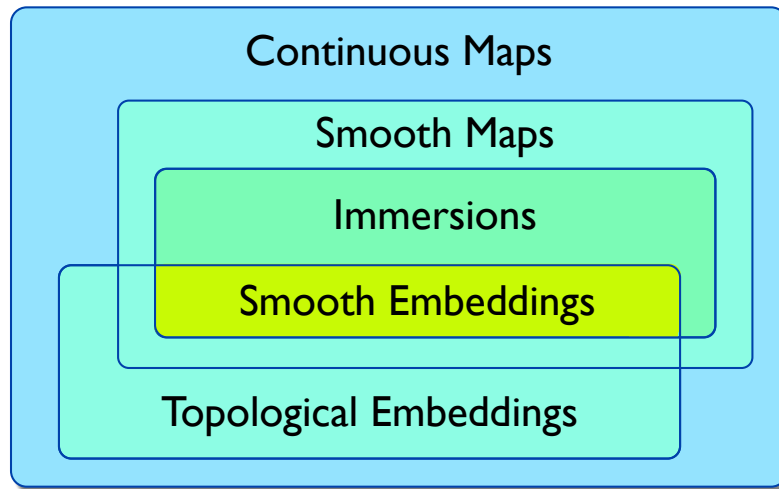 Continuous Maps
Smooth Maps
Immersions
Smooth Embeddings
Topological Embeddings